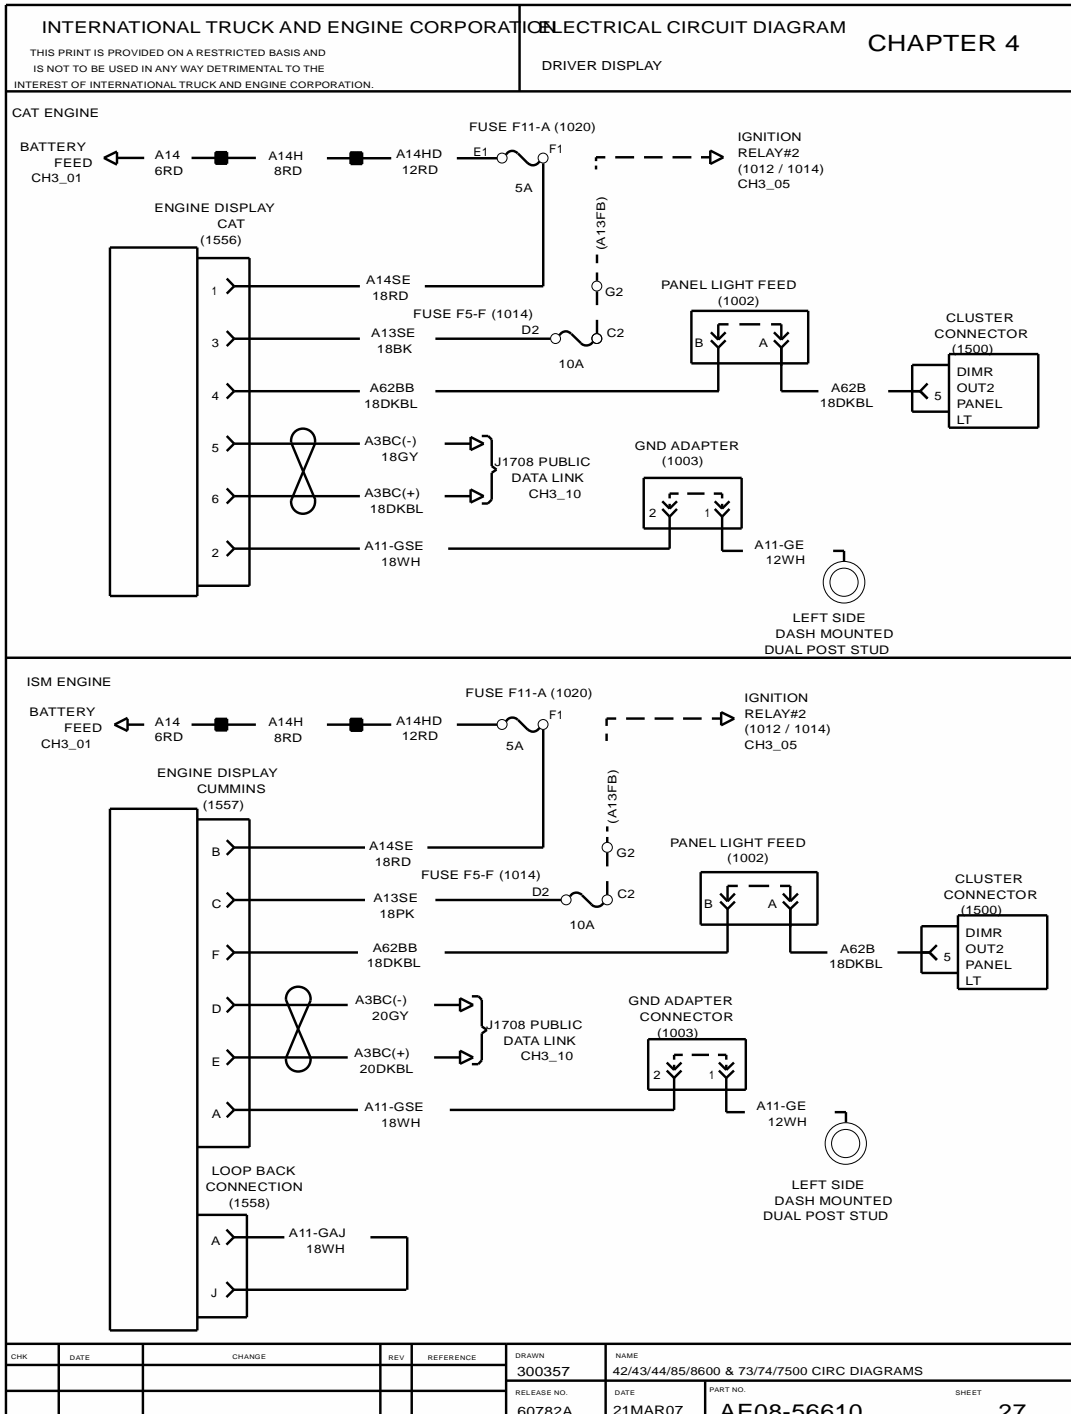 INTERNATIONAL TRUCK AND ENGINE CORPORATION
THIS PRINT IS PROVIDED ON A RESTRICTED BASIS AND
IS NOT TO BE USED IN ANY WAY DETRIMENTAL TO THE
INTEREST OF INTERNATIONAL TRUCK AND ENGINE CORPORATION.
ELECTRICAL CIRCUIT DIAGRAM
DRIVER DISPLAY
CHAPTER 4
CAT ENGINE
BATTERY
FEED
CH3_01
A14
6RD
A14H
8RD
A14HD
12RD
FUSE F11-A (1020)
E1
F1
5A
IGNITION
RELAY#2
(1012 / 1014)
CH3_05
(A13FB)
ENGINE DISPLAY
CAT
(1556)
1
A14SE
18RD
G2
FUSE F5-F (1014)
3
A13SE
18BK
D2
C2
10A
PANEL LIGHT FEED
(1002)
B
A
CLUSTER
CONNECTOR
(1500)
4
A62BB
18DKBL
A62B
18DKBL
5
DIMR
OUT2
PANEL
LT
5
A3BC(-)
18GY
6
A3BC(+)
18DKBL
J1708 PUBLIC
DATA LINK
CH3_10
GND ADAPTER
(1003)
2
1
2
A11-GSE
18WH
A11-GE
12WH
LEFT SIDE
DASH MOUNTED
DUAL POST STUD
ISM ENGINE
BATTERY
FEED
CH3_01
A14
6RD
A14H
8RD
A14HD
12RD
FUSE F11-A (1020)
F1
5A
IGNITION
RELAY#2
(1012 / 1014)
CH3_05
(A13FB)
ENGINE DISPLAY
CUMMINS
(1557)
B
A14SE
18RD
G2
FUSE F5-F (1014)
C
A13SE
18PK
D2
C2
10A
PANEL LIGHT FEED
(1002)
B
A
CLUSTER
CONNECTOR
(1500)
F
A62BB
18DKBL
A62B
18DKBL
5
DIMR
OUT2
PANEL
LT
D
A3BC(-)
20GY
E
A3BC(+)
20DKBL
J1708 PUBLIC
DATA LINK
CH3_10
GND ADAPTER
CONNECTOR
(1003)
2
1
A
A11-GSE
18WH
A11-GE
12WH
LEFT SIDE
DASH MOUNTED
DUAL POST STUD
LOOP BACK
CONNECTION
(1558)
A
A11-GAJ
18WH
J
CHK
DATE
CHANGE
REV
REFERENCE
DRAWN
300357
NAME
42/43/44/85/8600 & 73/74/7500 CIRC DIAGRAMS
RELEASE NO.
60782A
DATE
21MAR07
PART NO.
AE08-56610
SHEET
27